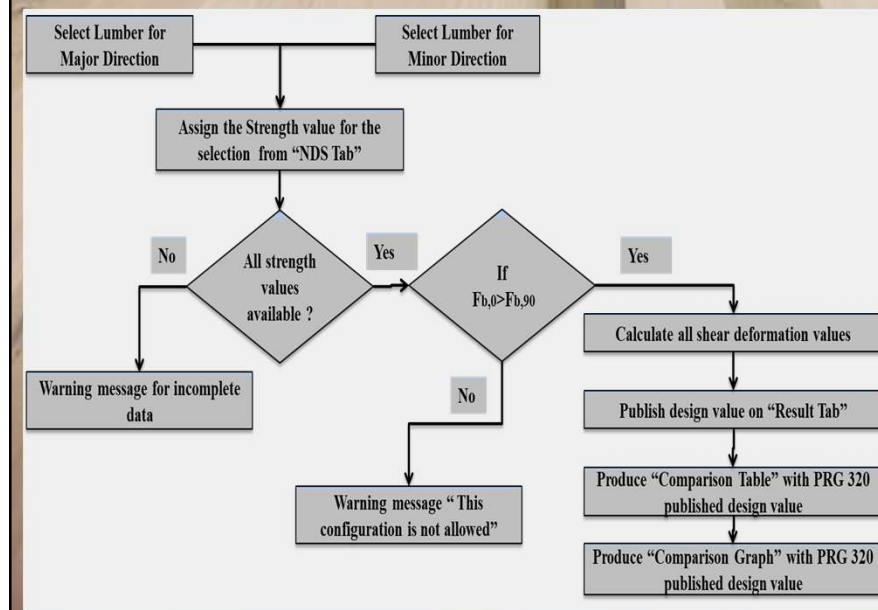 Select Lumber for
Major Direction
Select Lumber for
Minor Direction
Assign the Strength value for the
selection from “NDS Tab”
No
All strength
values
available ?
Yes
If
Fb,0>Fb,90
Yes
Calculate all shear deformation values
Warning message for incomplete
data
No
Publish design value on “Result Tab”
Warning message “ This
configuration is not allowed”
Produce “Comparison Table” with PRG 320
published design value
Produce “Comparison Graph” with PRG 320
published design value